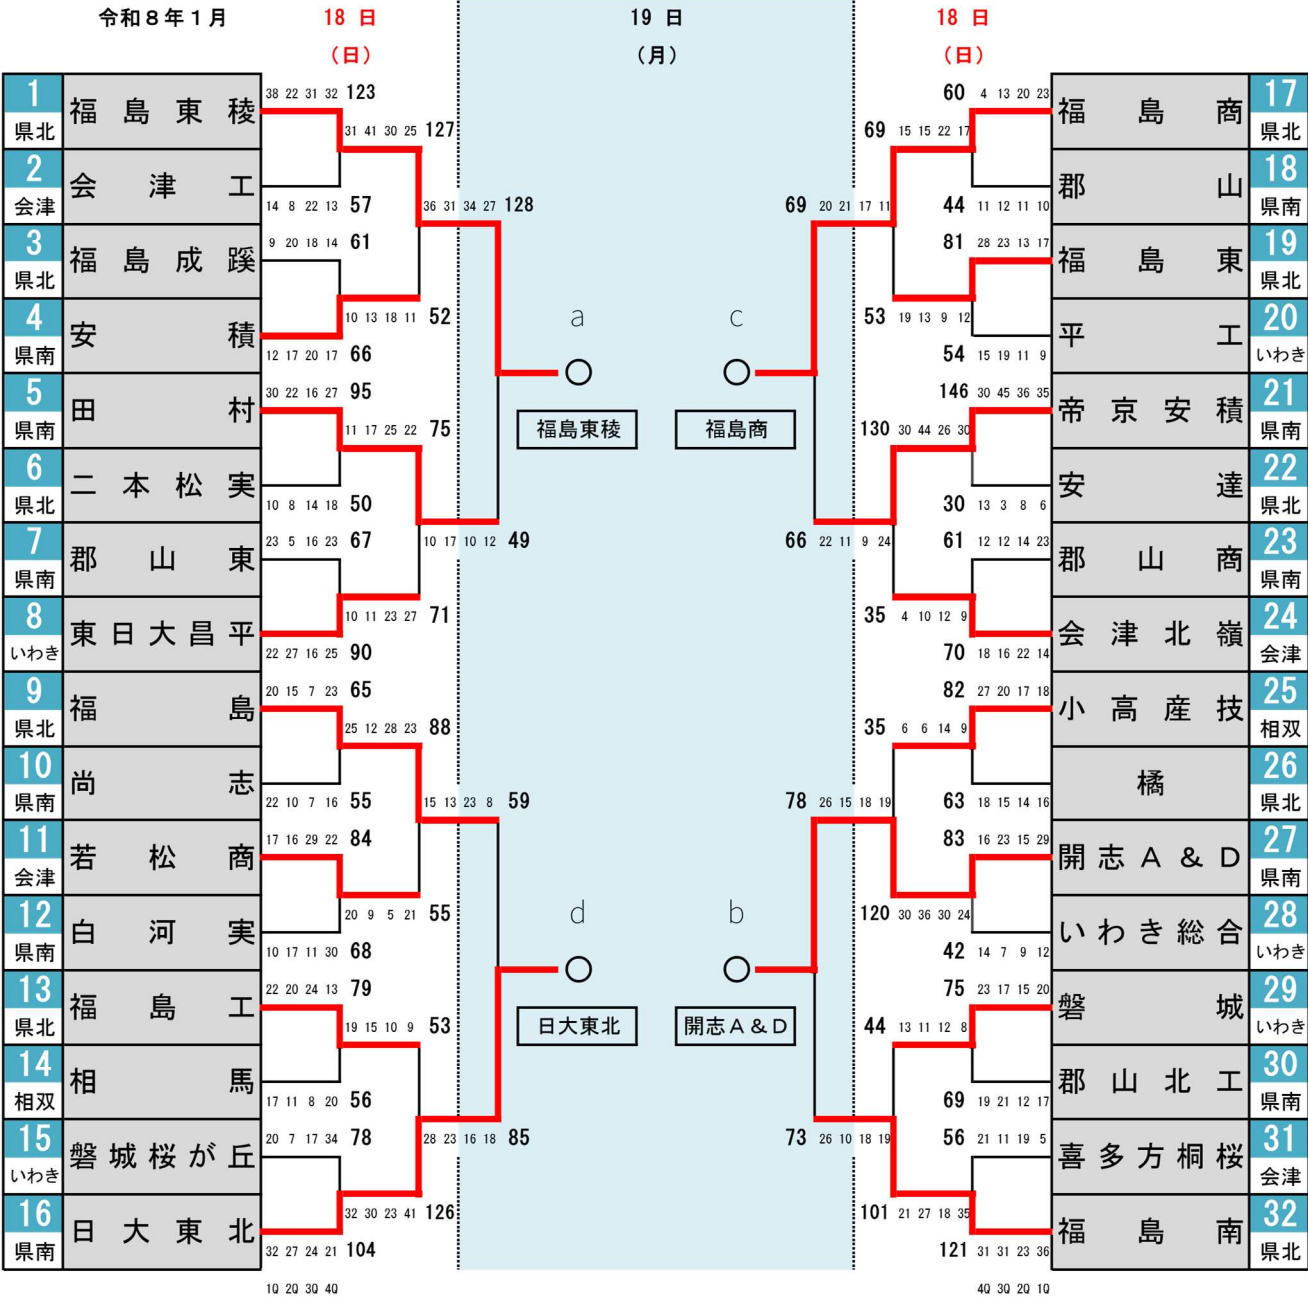 令和８年１月 18 日 19 日 18 日
（日） （月） （日）
1 県北 福島東稜 38 22 31 32 123
31 41 30 25 127
2 会津 会津工 14 8 22 13 57
36 31 34 27 128
3 県北 福島成蹊 9 20 18 14 61
10 13 18 11 52
4 県南 安積 12 17 20 17 66
5 県南 田村 30 22 16 27 95
11 17 25 22 75
6 県北 二本松実 10 8 14 18 50
10 17 10 12 49
7 県南 郡山東 23 5 16 23 67
10 11 23 27 71
8 いわき 東日大昌平 22 27 16 25 90
9 県北 福島 20 15 7 23 65
25 12 28 23 88
10 県南 尚志 22 10 7 16 55
15 13 23 8 59
11 会津 若松商 17 16 29 22 84
20 9 5 21 55
12 県南 白河実 10 17 11 30 68
13 県北 福島工 22 20 24 13 79
19 15 10 9 53
14 相双 相馬 17 11 8 20 56
28 23 16 18 85
15 いわき 磐城桜が丘 20 7 17 34 78
32 30 23 41 126
16 県南 日大東北 32 27 24 21 104
1Q 2Q 3Q 4Q
a c
福島東稜 福島商
d b
日大東北 開志Ａ＆Ｄ
60 4 13 20 23 福島商 17 県北
69 15 15 22 17
44 11 12 11 10 郡山 18 県南
69 20 21 17 11
81 28 23 13 17 福島東 19 県北
53 19 13 9 12
54 15 19 11 9 平工 20 いわき
146 30 45 36 35 帝京安積 21 県南
130 30 44 26 30
30 13 3 8 6 安達 22 県北
66 22 11 9 24
61 12 12 14 23 郡山商 23 県南
35 4 10 12 9
70 18 16 22 14 会津北嶺 24 会津
82 27 20 17 18 小高産技 25 相双
35 6 6 14 9
63 18 15 14 16 橘 26 県北
78 26 15 18 19
83 16 23 15 29 開志Ａ＆Ｄ 27 県南
120 30 36 30 24
42 14 7 9 12 いわき総合 28 いわき
75 23 17 15 20 磐城 29 いわき
44 13 11 12 8
69 19 21 12 17 郡山北工 30 県南
73 26 10 18 19
56 21 11 19 5 喜多方桐桜 31 会津
101 21 27 18 35
121 31 31 23 36 福島南 32 県北
4Q 3Q 2Q 1Q